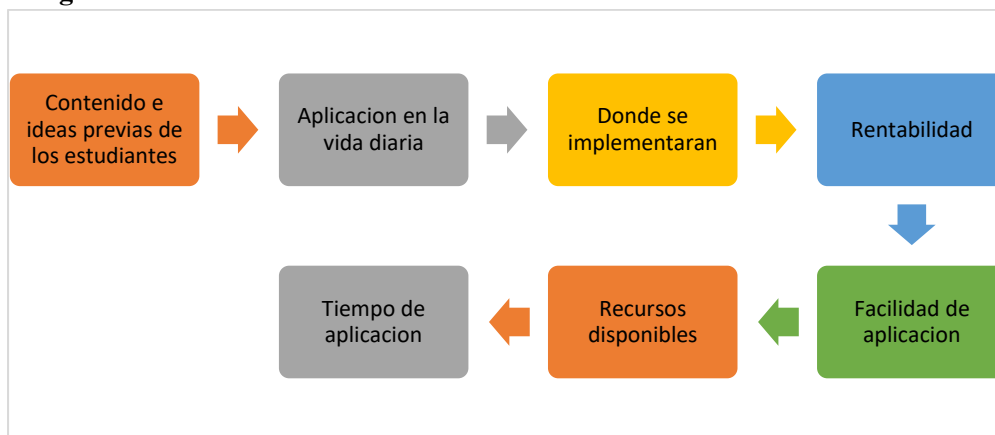 Contenido e
ideas previas de
los estudiantes
Aplicacion en la
vida diaria
Donde se
implementaran
Rentabilidad
Facilidad de
aplicacion
Recursos
disponibles
Tiempo de
aplicacion